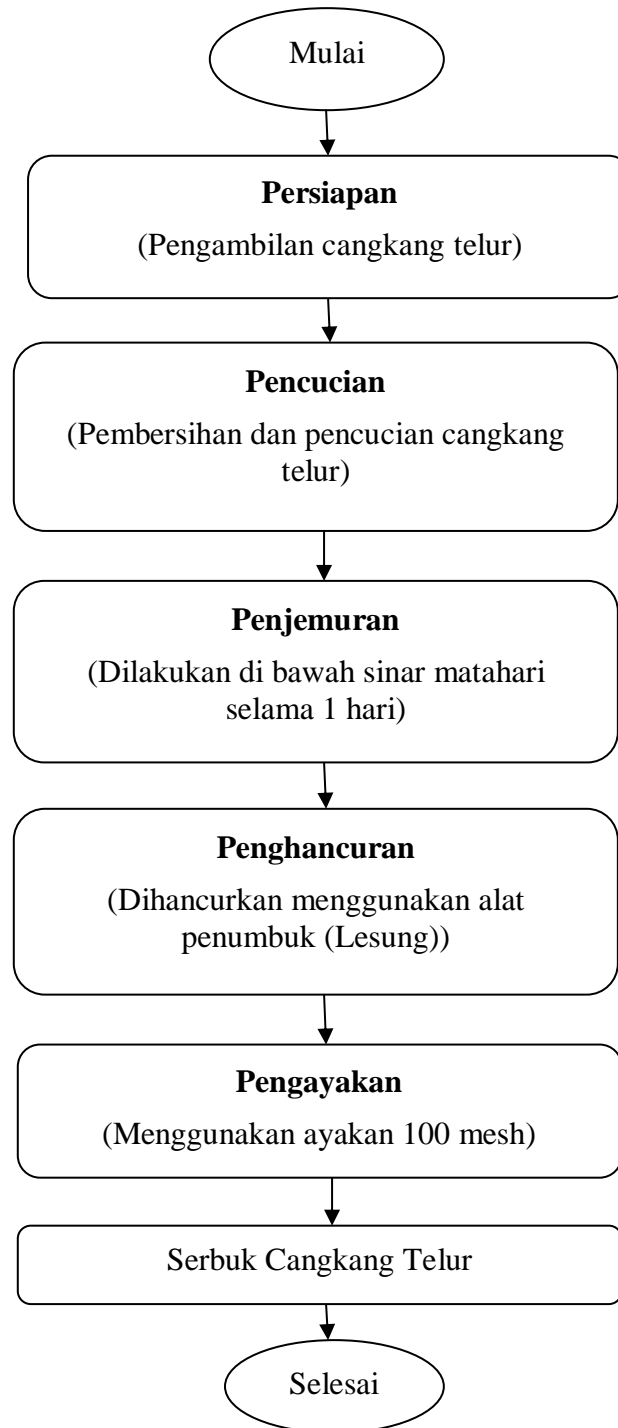 Mulai
Persiapan
(Pengambilan cangkang telur)
Pencucian
(Pembersihan dan pencucian cangkang
telur)
Penjemuran
(Dilakukan di bawah sinar matahari
selama 1 hari)
Penghancuran
(Dihancurkan menggunakan alat
penumbuk (Lesung))
Pengayakan
(Menggunakan ayakan 100 mesh)
Serbuk Cangkang Telur
Selesai